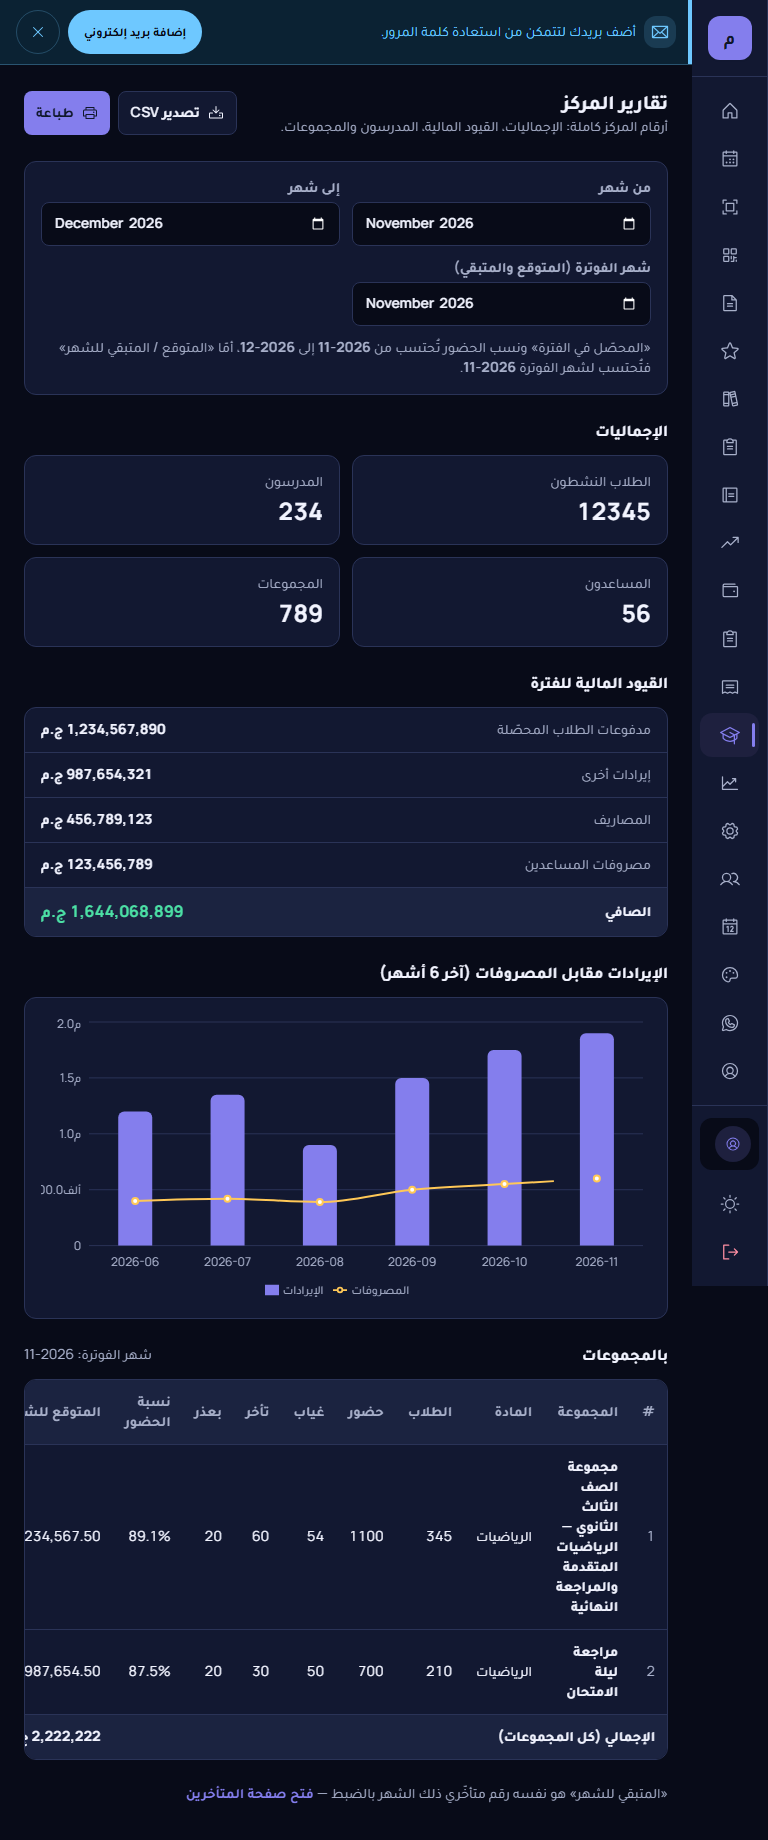 م
أضف بريدك لتتمكن من استعادة كلمة المرور.
إضافة بريد إلكتروني
تقارير المركز
أرقام المركز كاملة: الإجماليات، القيود المالية، المدرسون والمجموعات.
تصدير CSV
طباعة
من شهر
إلى شهر
November 2026
December 2026
شهر الفوترة (المتوقع والمتبقي)
November 2026
«المحصّل في الفترة» ونسب الحضور تُحتسب من 2026-11 إلى 2026-12. أمّا «المتوقع / المتبقي للشهر»
فتُحتسب لشهر الفوترة 2026-11.
الإجماليات
الطلاب النشطون
12345
المدرسون
234
المساعدون
56
المجموعات
789
القيود المالية للفترة
مدفوعات الطلاب المحصّلة
1,234,567,890 ج.م
إيرادات أخرى
987,654,321 ج.م
المصاريف
456,789,123 ج.م
مصروفات المساعدين
123,456,789 ج.م
الصافي
1,644,068,899 ج.م
الإيرادات مقابل المصروفات (آخر 6 أشهر)
2.0م
1.5م
1.0م
00.0ألف
0
2026-06 2026-07 2026-08 2026-09 2026-10 2026-11
الإيرادات المصروفات
بالمجموعات
شهر الفوترة: 2026-11
# المجموعة المادة الطلاب حضور غياب تأخر بعذر نسبة الحضور المتوقع
1 مجموعة الصف الثالث الثانوي — الرياضيات المتقدمة والمراجعة النهائية الرياضيات 345 1100 54 60 20 89.1% 234,567.50
2 مراجعة ليلة الامتحان الرياضيات 210 700 50 30 20 87.5% 987,654.50
الإجمالي (كل المجموعات) 2,222,222
«المتبقي للشهر» هو نفسه رقم متأخّري ذلك الشهر بالضبط — فتح صفحة المتأخرين
12